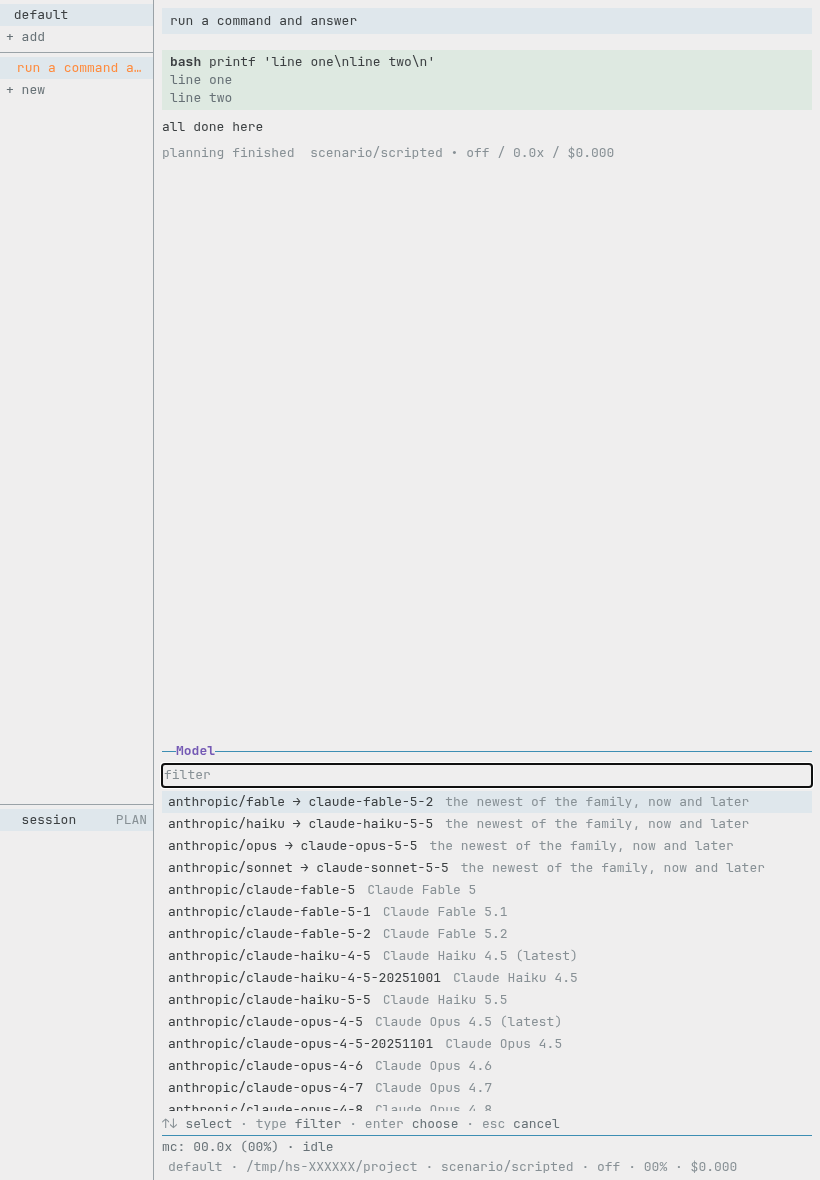 default
+ add
run a command a…
+ new
run a command and answer
bash printf 'line one\nline two\n'
line one
line two
all done here
planning finished  scenario/scripted • off / 0.0x / $0.000
session PLAN
Model
filter
anthropic/fable → claude-fable-5-2 the newest of the family, now and later
anthropic/haiku → claude-haiku-5-5 the newest of the family, now and later
anthropic/opus → claude-opus-5-5 the newest of the family, now and later
anthropic/sonnet → claude-sonnet-5-5 the newest of the family, now and later
anthropic/claude-fable-5 Claude Fable 5
anthropic/claude-fable-5-1 Claude Fable 5.1
anthropic/claude-fable-5-2 Claude Fable 5.2
anthropic/claude-haiku-4-5 Claude Haiku 4.5 (latest)
anthropic/claude-haiku-4-5-20251001 Claude Haiku 4.5
anthropic/claude-haiku-5-5 Claude Haiku 5.5
anthropic/claude-opus-4-5 Claude Opus 4.5 (latest)
anthropic/claude-opus-4-5-20251101 Claude Opus 4.5
anthropic/claude-opus-4-6 Claude Opus 4.6
anthropic/claude-opus-4-7 Claude Opus 4.7
anthropic/claude-opus-4-8 Claude Opus 4.8
↑↓ select · type filter · enter choose · esc cancel
mc: 00.0x (00%) · idle
default · /tmp/hs-XXXXXX/project · scenario/scripted · off · 00% · $0.000